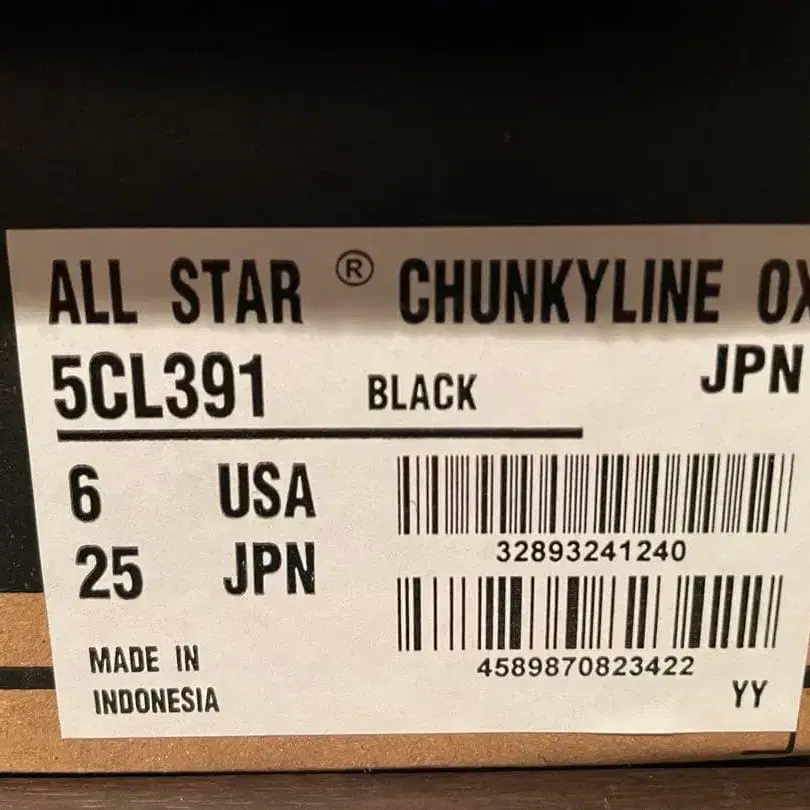 ALL STAR ® CHUNKYLINE OX
5CL391 BLACK JPN
6 USA
25 JPN
32893241240
4589870823422
MADE IN
INDONESIA
YY